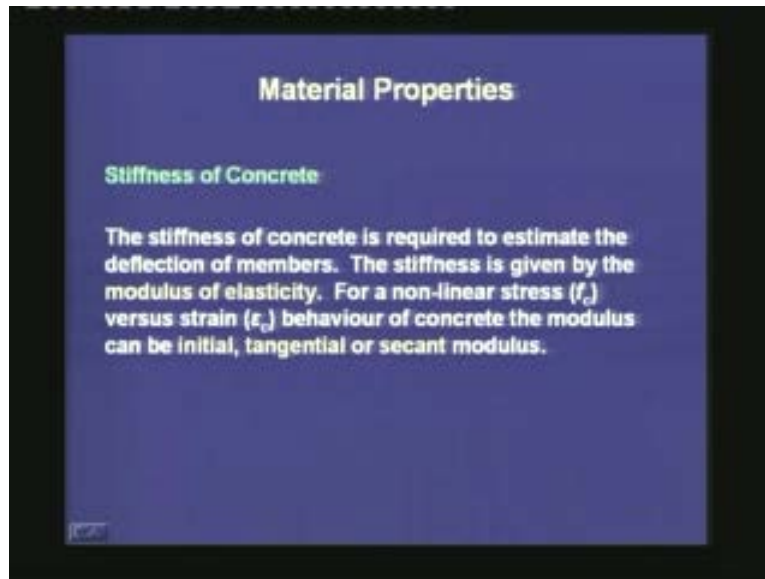 Material Properties
Stiffness of Concrete
The stiffness of concrete is required to estimate the
deflection of members. The stiffness is given by the
modulus of elasticity. For a non-linear stress (fc)
versus strain (εc) behaviour of concrete the modulus
can be initial, tangential or secant modulus.